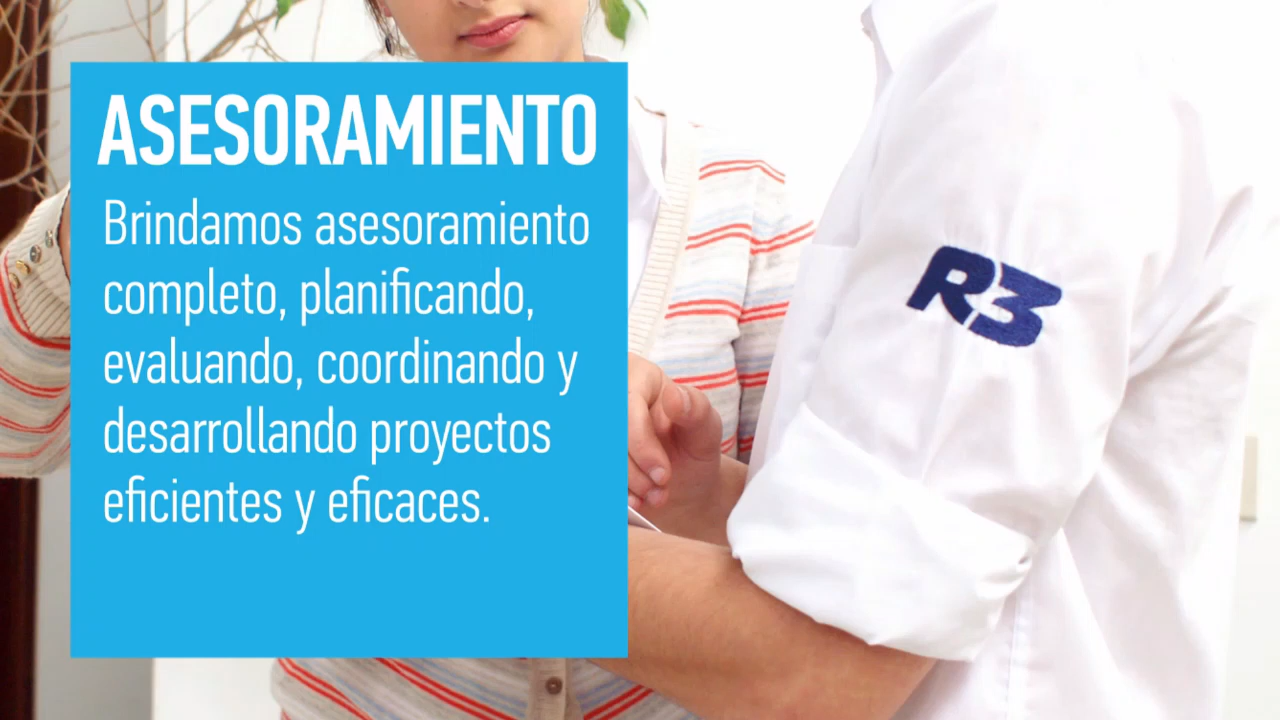 ASESORAMIENTO
Brindamos asesoramiento
completo, planificando,
evaluando, coordinando y
desarrollando proyectos
eficientes y eficaces.
R3